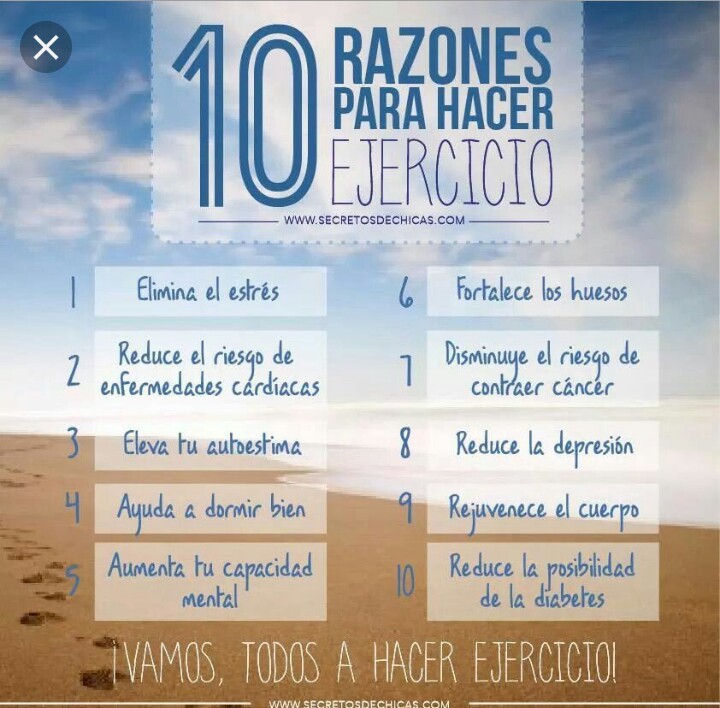 10 RAZONES
PARA HACER
EJERCICIO
WWW.SECRETOSDECHICAS.COM
1 Elimina el estrés
2 Reduce el riesgo de
enfermedades cardíacas
3 Eleva tu autoestima
4 Ayuda a dormir bien
5 Aumenta tu capacidad
mental
6 Fortalece los huesos
7 Disminuye el riesgo de
contraer cáncer
8 Reduce la depresión
9 Rejuvenece el cuerpo
10 Reduce la posibilidad
de la diabetes
¡VAMOS, TODOS A HACER EJERCICIO!
WWW.SECRETOSDECHICAS.COM